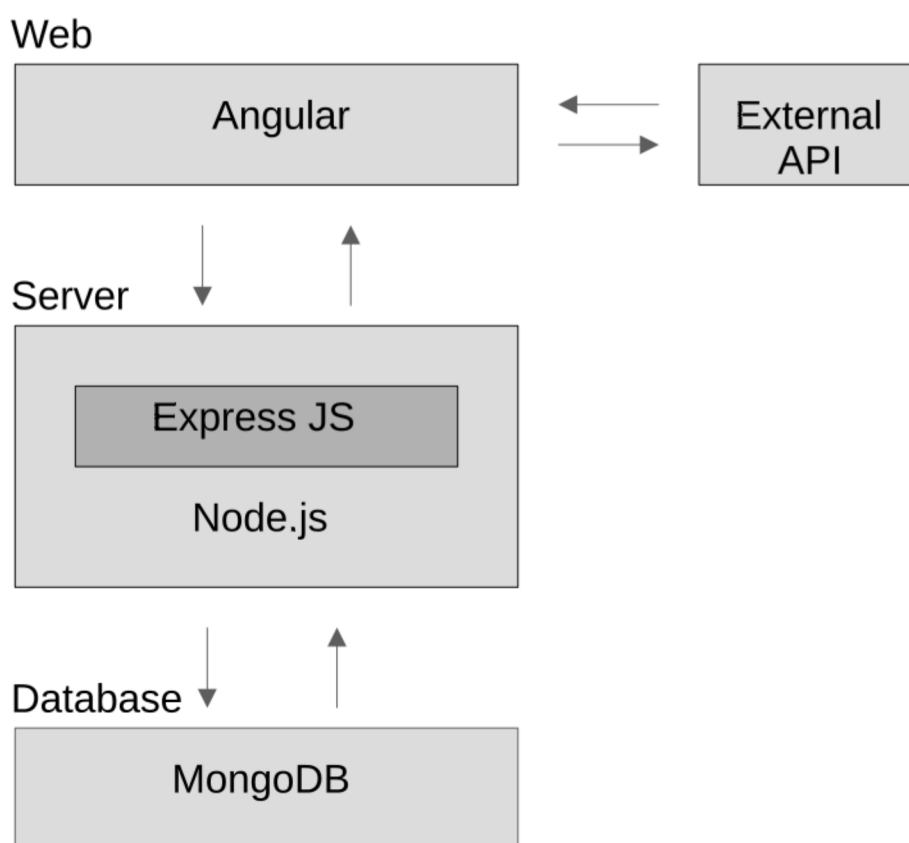 Web
Angular
External
API
Server
Express JS
Node.js
Database
MongoDB